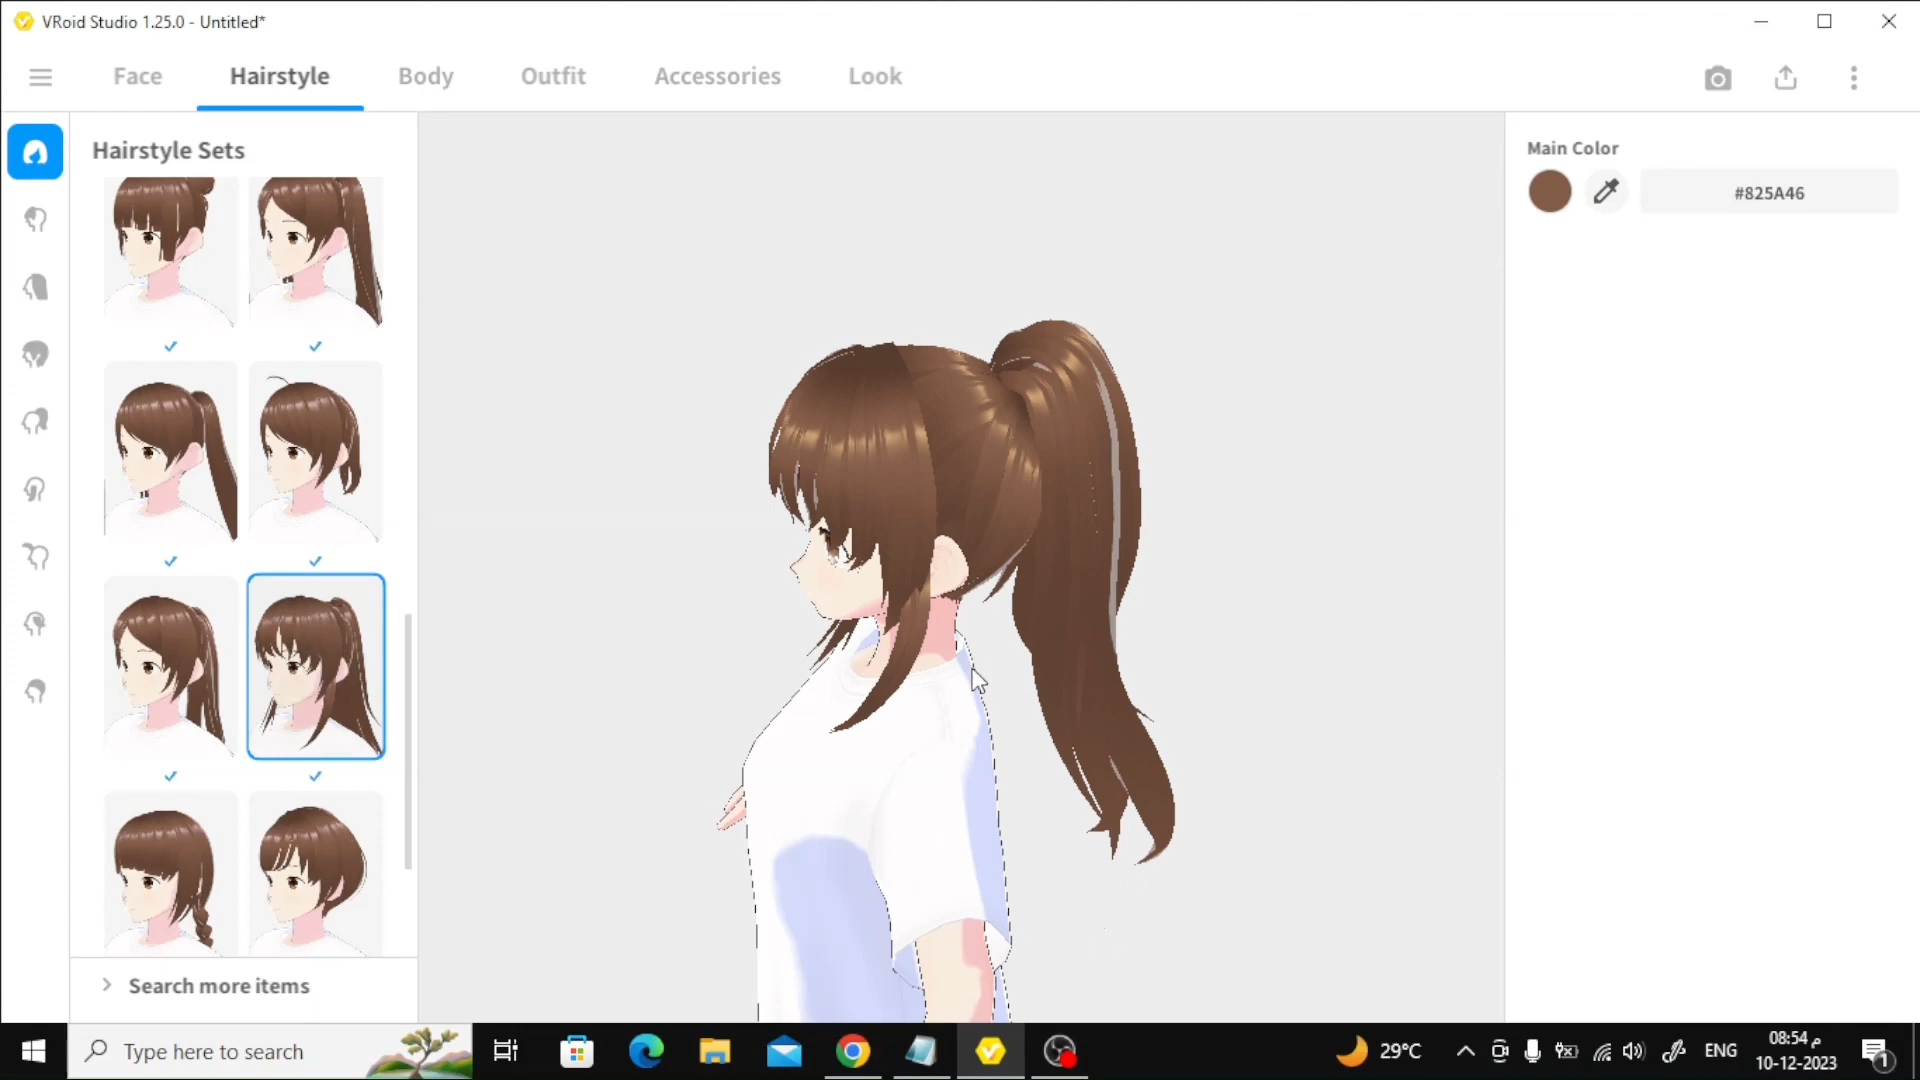 VRoid Studio 1.25.0 - Untitled*
Face
Hairstyle
Body
Outfit
Accessories
Look
Hairstyle Sets
Main Color
#825A46
Search more items
Type here to search
29°C
ENG
08:54 م
10-12-2023
1